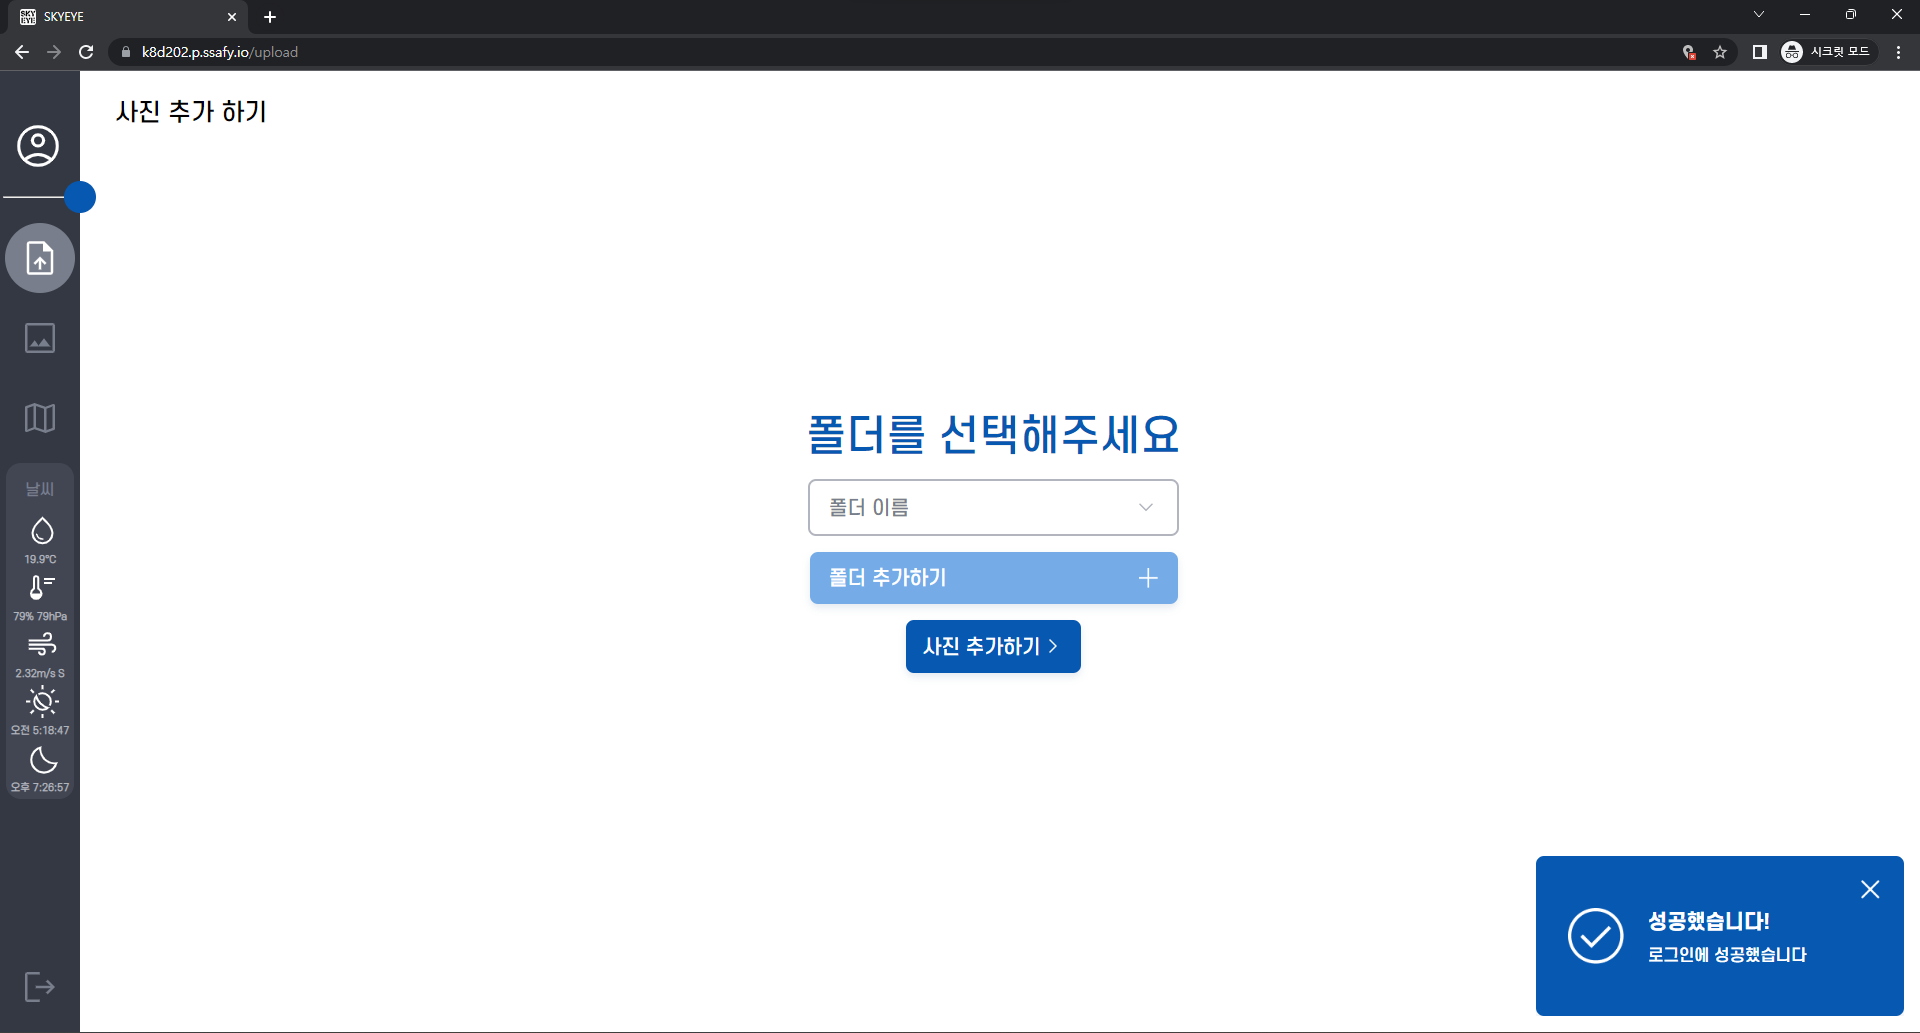 SKYEYE
k8d202.p.ssafy.io/upload
시크릿 모드
사진 추가 하기
날씨
19.9℃
79% 79hPa
2.32m/s S
오전 5:18:47
오후 7:26:57
폴더를 선택해주세요
폴더 이름
폴더 추가하기
사진 추가하기
성공했습니다!
로그인에 성공했습니다